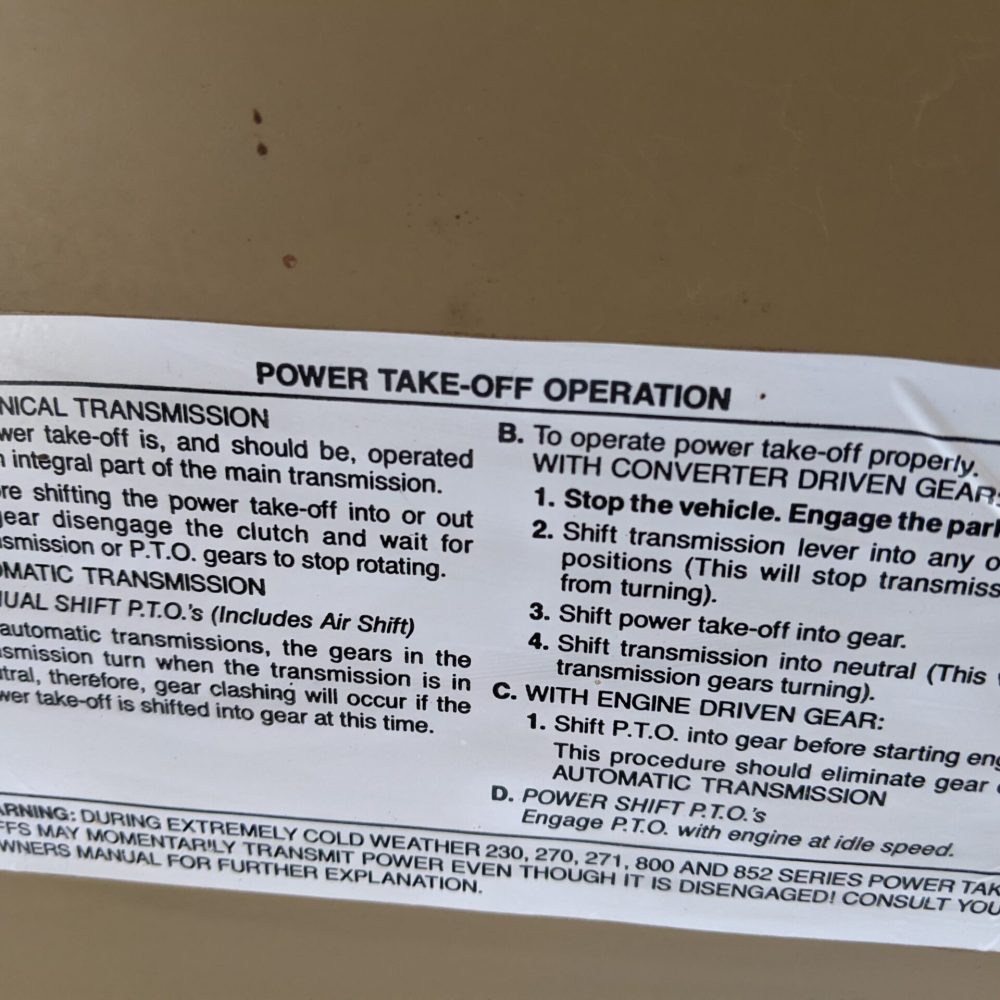 POWER TAKE-OFF OPERATION
NICAL TRANSMISSION
wer take-off is, and should be, operated
n integral part of the main transmission.
re shifting the power take-off into or out
gear disengage the clutch and wait for
smission or P.T.O. gears to stop rotating.
OMATIC TRANSMISSION
UAL SHIFT P.T.O.'s (Includes Air Shift)
automatic transmissions, the gears in the
smission turn when the transmission is in
tral, therefore, gear clashing will occur if the
wer take-off is shifted into gear at this time.
B. To operate power take-off properly.
WITH CONVERTER DRIVEN GEARS
1. Stop the vehicle. Engage the park
2. Shift transmission lever into any o
positions (This will stop transmiss
from turning).
3. Shift power take-off into gear.
4. Shift transmission into neutral (This
transmission gears turning).
C. WITH ENGINE DRIVEN GEAR:
1. Shift P.T.O. into gear before starting eng
This procedure should eliminate gear
AUTOMATIC TRANSMISSION
D. POWER SHIFT P.T.O.'s
Engage P.T.O. with engine at idle speed.
ARNING: DURING EXTREMELY COLD WEATHER 230, 270, 271, 800 AND 852 SERIES POWER TAK
FFS MAY MOMENTARILY TRANSMIT POWER EVEN THOUGH IT IS DISENGAGED! CONSULT YOU
WNERS MANUAL FOR FURTHER EXPLANATION.